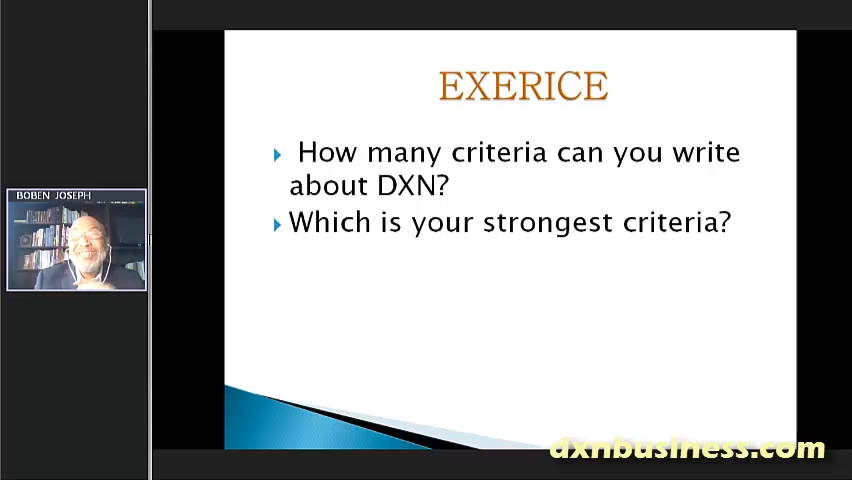 BOBEN JOSEPH
EXERICE
How many criteria can you write
about DXN?
Which is your strongest criteria?
dxnbusiness.com